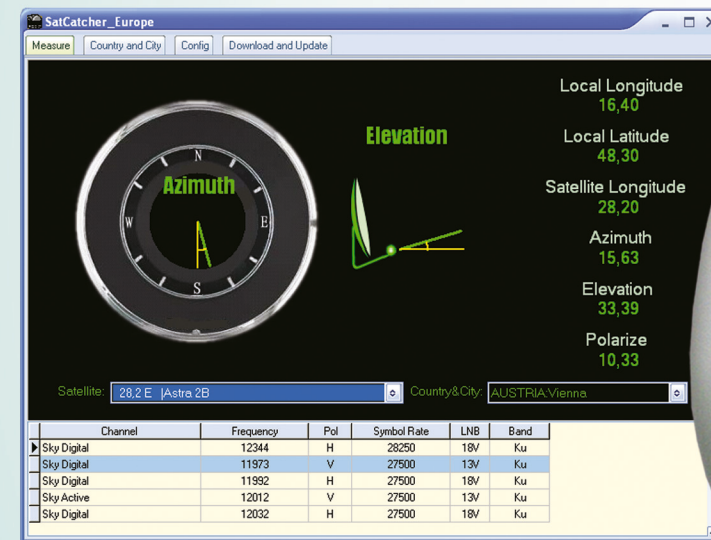 SatCatcher_Europe
Measure Country and City Config Download and Update
Local Longitude
16,40
Elevation
Local Latitude
48,30
N
Azimuth
Satellite Longitude
28,20
W E
Azimuth
15,63
S
Elevation
33,39
Polarize
10,33
Satellite: 28,2 E |Astra 2B Country&City: AUSTRIA:Vienna
Channel Frequency Pol Symbol Rate LNB Band
Sky Digital 12344 H 28250 18V Ku
Sky Digital 11973 V 27500 13V Ku
Sky Digital 11992 H 27500 18V Ku
Sky Active 12012 V 27500 13V Ku
Sky Digital 12032 H 27500 18V Ku